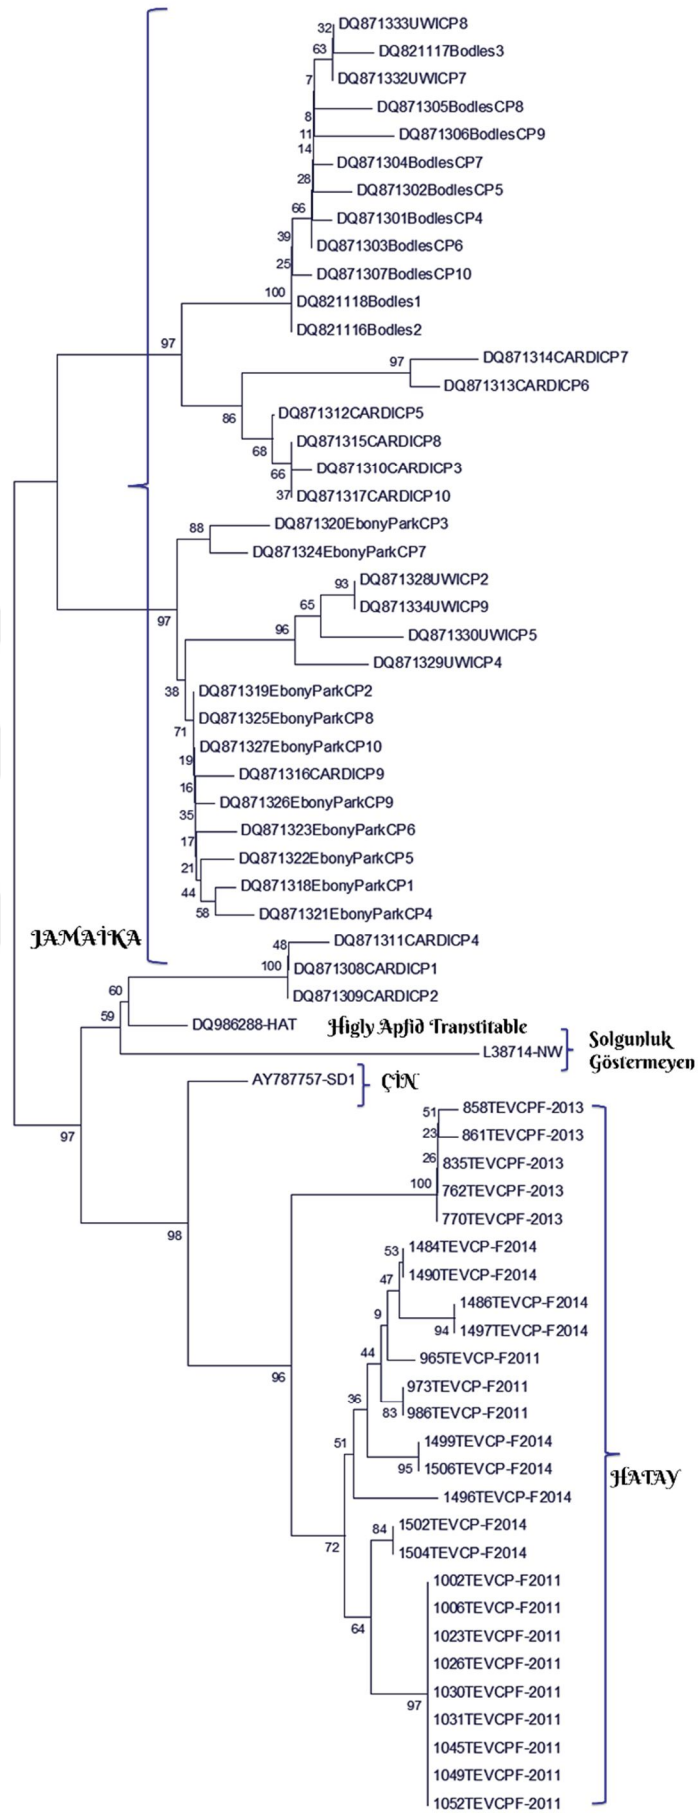 32
DQ871333UWICP8
63
DQ821117Bodles3
DQ871332UWICP7
7
DQ871305BodlesCP8
8
11
DQ871306BodlesCP9
14
DQ871304BodlesCP7
28
DQ871302BodlesCP5
66
DQ871301BodlesCP4
39
DQ871303BodlesCP6
25
DQ871307BodlesCP10
100
DQ821118Bodles1
DQ821116Bodles2
97
97
DQ871314CARDICP7
DQ871313CARDICP6
86
DQ871312CARDICP5
68
DQ871315CARDICP8
66
DQ871310CARDICP3
37
DQ871317CARDICP10
88
DQ871320EbonyParkCP3
DQ871324EbonyParkCP7
97
93
DQ871328UWICP2
65
DQ871334UWICP9
96
DQ871330UWICP5
DQ871329UWICP4
38
DQ871319EbonyParkCP2
71
DQ871325EbonyParkCP8
DQ871327EbonyParkCP10
19
DQ871316CARDICP9
16
DQ871326EbonyParkCP9
35
DQ871323EbonyParkCP6
17
DQ871322EbonyParkCP5
21
DQ871318EbonyParkCP1
44
58
DQ871321EbonyParkCP4
JAMAİKA
48
DQ871311CARDICP4
100
DQ871308CARDICP1
DQ871309CARDICP2
60
59
DQ986288-HAT
Higly Apfid Transtitable
L38714-NW
Solgunluk
Göstermeyen
97
AY787757-SD1
ÇİN
98
51
858TEVCPF-2013
23
861TEVCPF-2013
26
835TEVCPF-2013
100
762TEVCPF-2013
770TEVCPF-2013
96
53
1484TEVCP-F2014
47
1490TEVCP-F2014
1486TEVCP-F2014
9
94
1497TEVCP-F2014
44
965TEVCP-F2011
973TEVCP-F2011
36
83
986TEVCP-F2011
51
1499TEVCP-F2014
95
1506TEVCP-F2014
HATAY
1496TEVCP-F2014
72
84
1502TEVCP-F2014
1504TEVCP-F2014
64
1002TEVCP-F2011
1006TEVCP-F2011
1023TEVCPF-2011
1026TEVCPF-2011
1030TEVCPF-2011
97
1031TEVCPF-2011
1045TEVCPF-2011
1049TEVCPF-2011
1052TEVCPF-2011